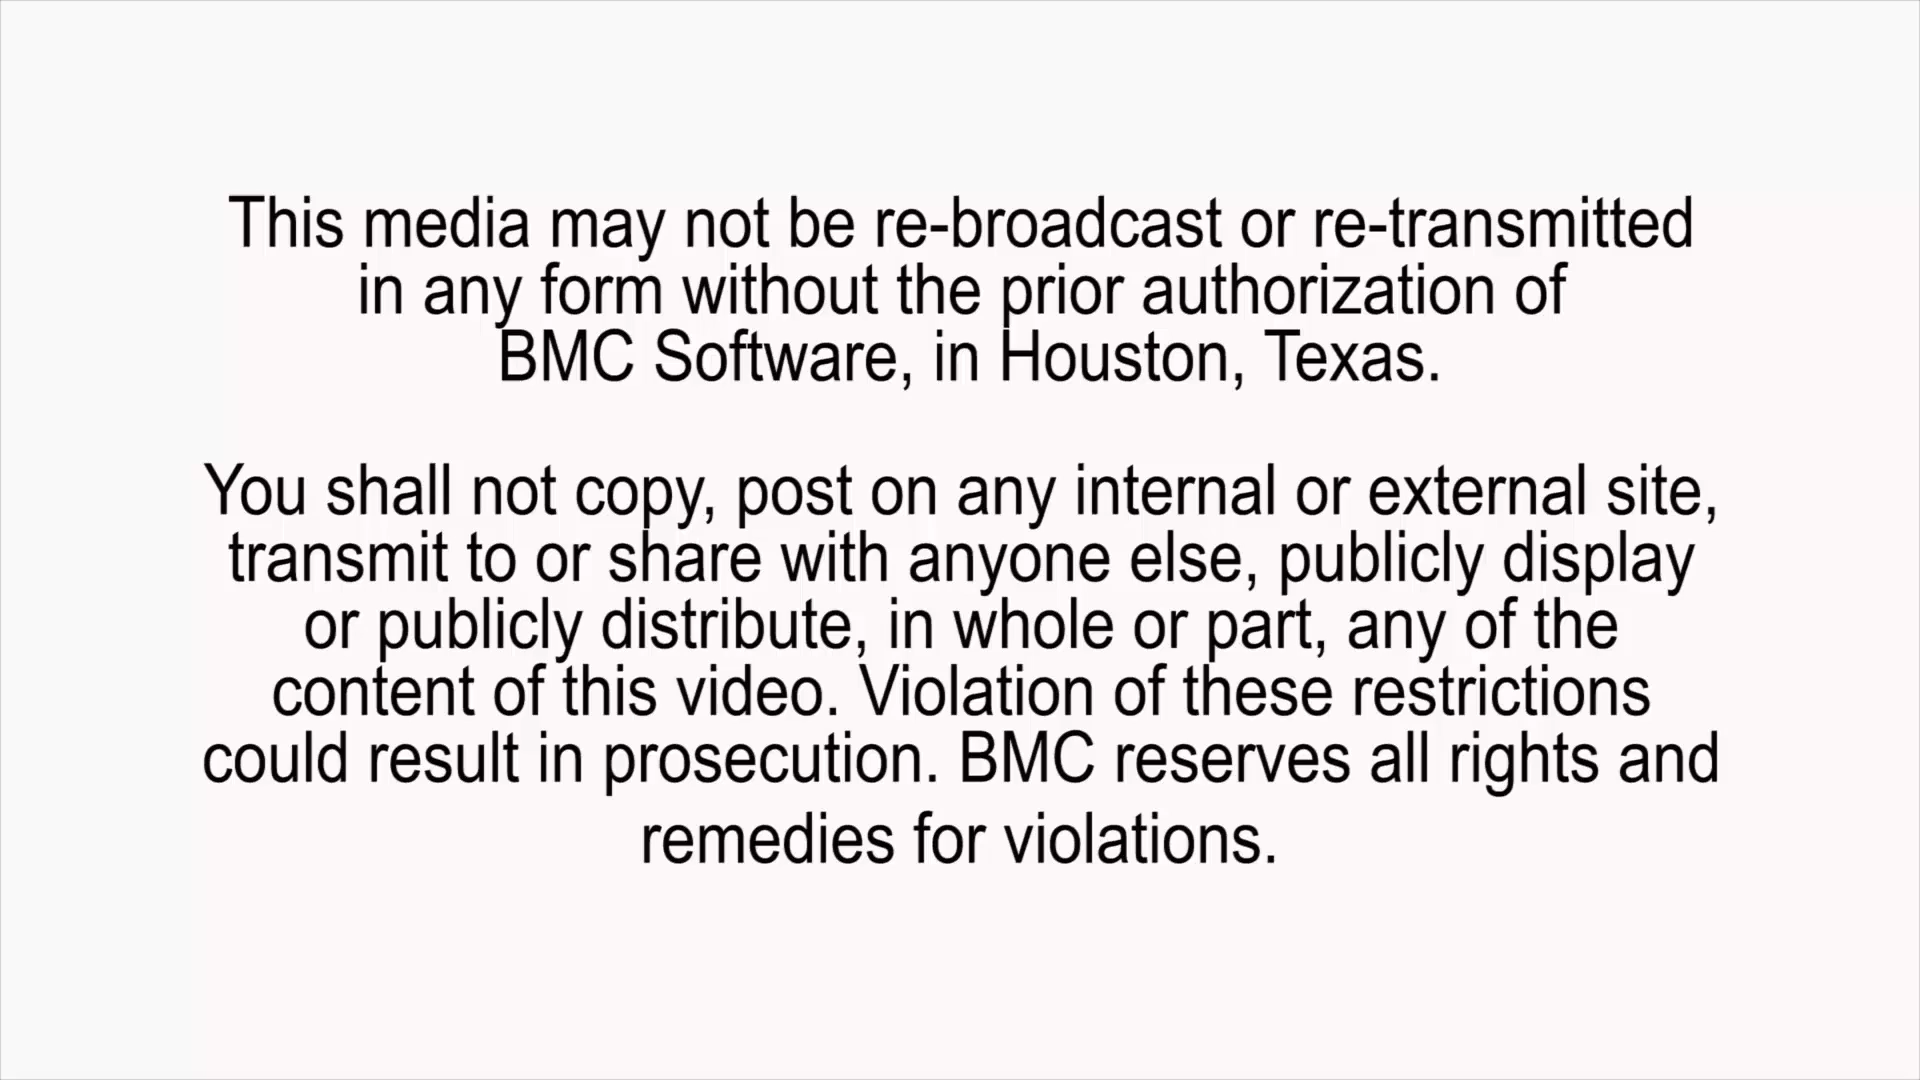 This media may not be re-broadcast or re-transmitted
in any form without the prior authorization of
BMC Software, in Houston, Texas.
You shall not copy, post on any internal or external site,
transmit to or share with anyone else, publicly display
or publicly distribute, in whole or part, any of the
content of this video. Violation of these restrictions
could result in prosecution. BMC reserves all rights and
remedies for violations.